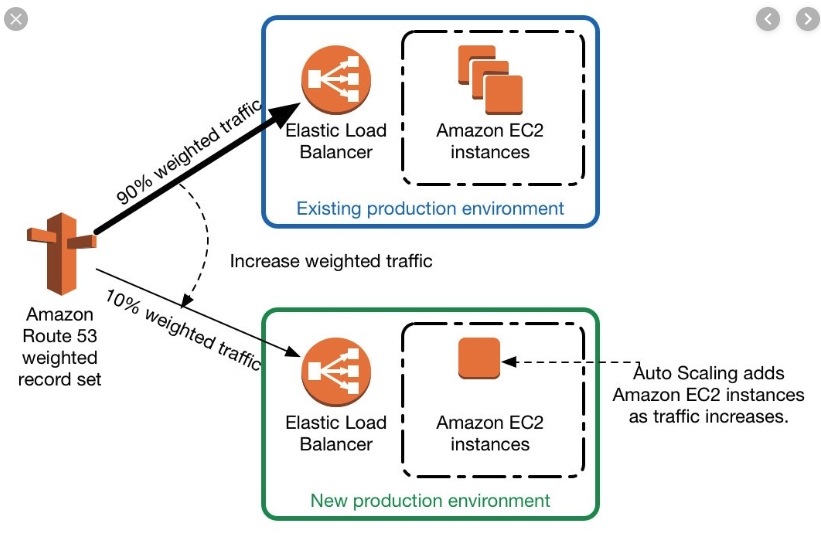 90% weighted traffic
Elastic Load
Balancer
Amazon EC2
instances
Existing production environment
Increase weighted traffic
Amazon
Route 53
weighted
record set
10% weighted traffic
Elastic Load
Balancer
Amazon EC2
instances
Auto Scaling adds
Amazon EC2 instances
as traffic increases.
New production environment